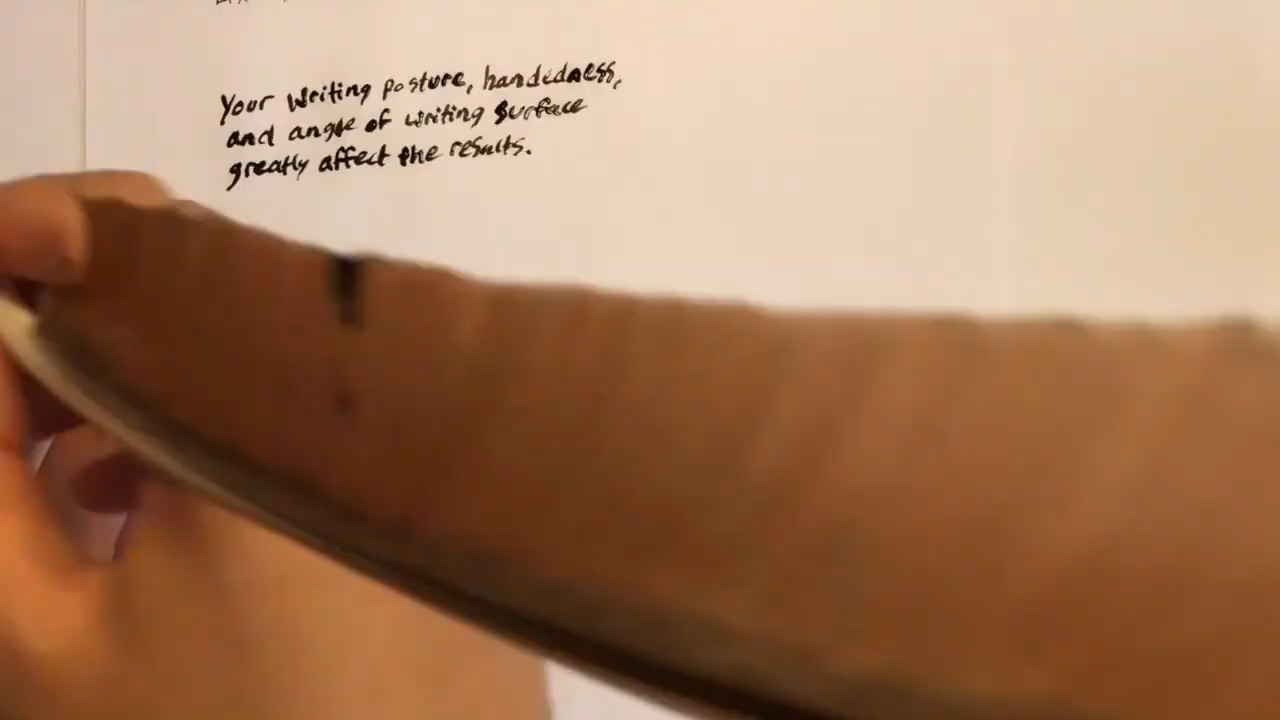 Your writing posture, handedness,
and angle of writing surface
greatly affect the results.